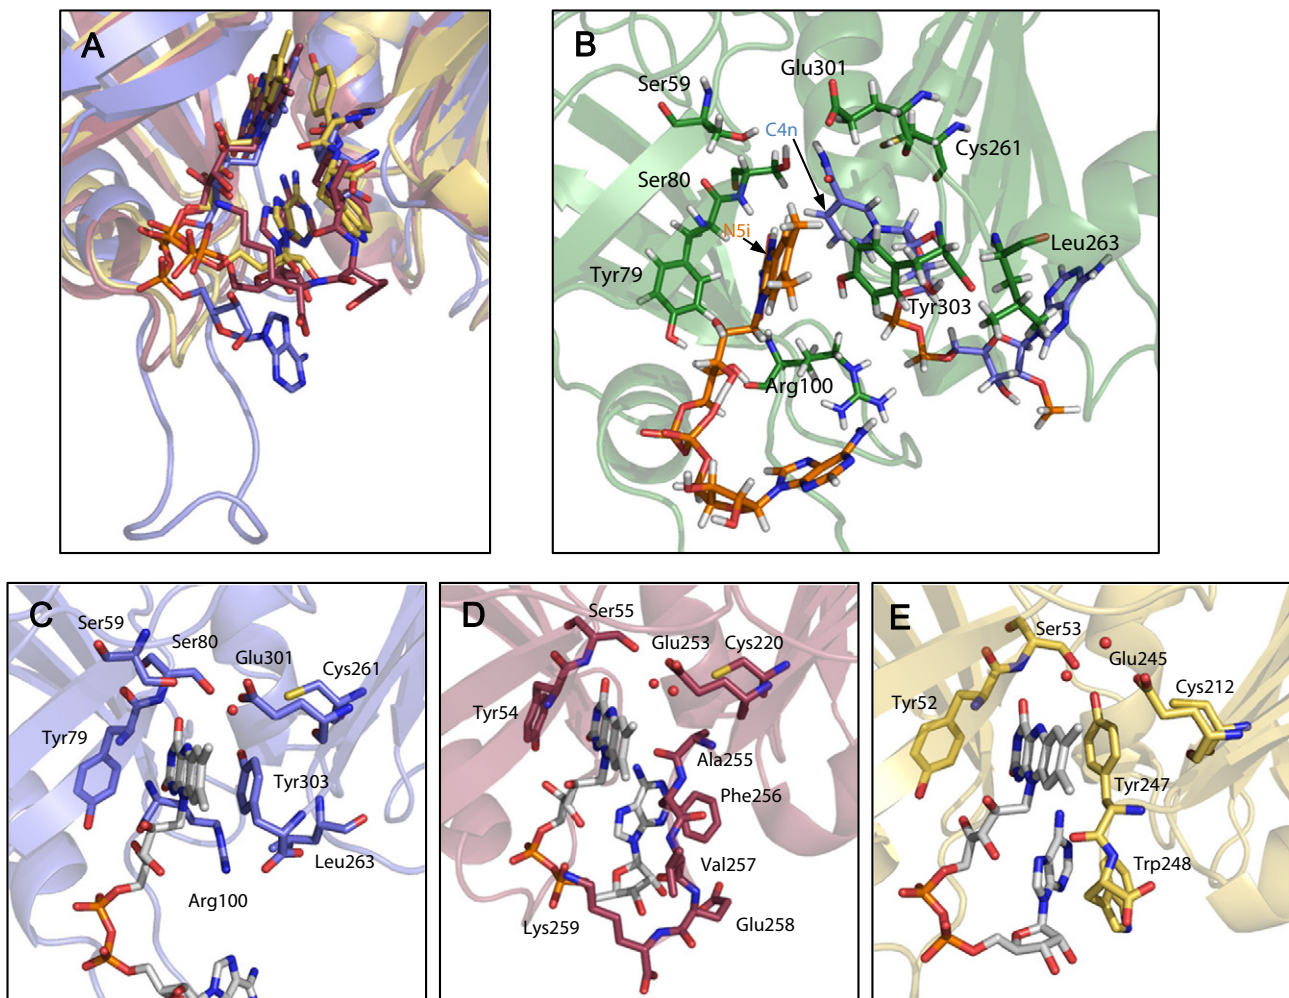 A
B
Ser59
Glu301
C4n
Cys261
Ser80
N5i
Leu263
Tyr79
Tyr303
Arg100
C
Ser59
Ser80
Glu301
Cys261
Tyr79
Tyr303
Leu263
Arg100
D
Ser55
Glu253
Cys220
Tyr54
Ala255
Phe256
Val257
Lys259
Glu258
E
Ser53
Glu245
Cys212
Tyr52
Tyr247
Trp248